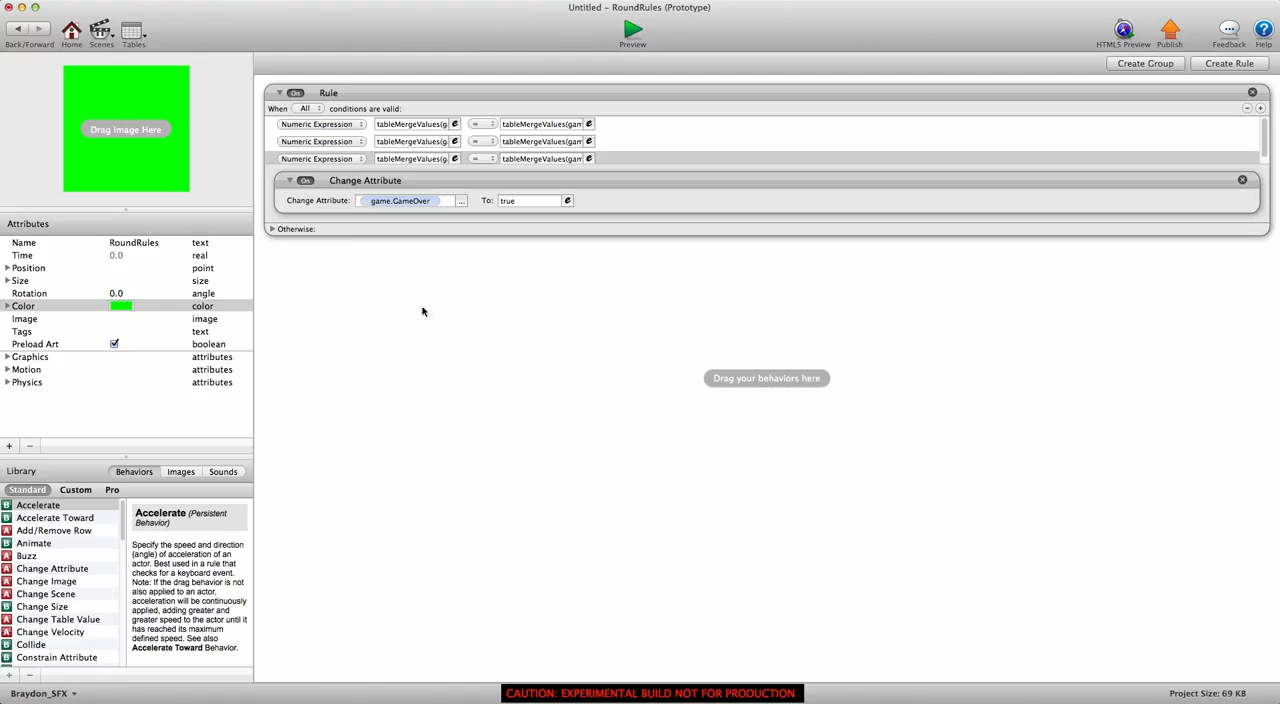 Untitled – RoundRules (Prototype)
Back/Forward Home Scenes Tables Preview HTML5 Preview Publish Feedback Help
Create Group Create Rule
Drag Image Here
On Rule
When All conditions are valid:
Numeric Expression tableMergeValues(g = tableMergeValues(gam
Numeric Expression tableMergeValues(g = tableMergeValues(gam
Numeric Expression tableMergeValues(g = tableMergeValues(gam
On Change Attribute
Change Attribute: game.GameOver ... To: true
Otherwise:
Drag your behaviors here
Attributes
Name RoundRules text
Time 0.0 real
Position point
Size size
Rotation 0.0 angle
Color color
Image image
Tags text
Preload Art boolean
Graphics attributes
Motion attributes
Physics attributes
+ −
Library Behaviors Images Sounds
Standard Custom Pro
B Accelerate
B Accelerate Toward
A Add/Remove Row
B Animate
A Buzz
A Change Attribute
A Change Image
A Change Scene
B Change Size
A Change Table Value
A Change Velocity
B Collide
B Constrain Attribute
Accelerate (Persistent
Behavior)
Specify the speed and direction
(angle) of acceleration of an
actor. Best used in a rule that
checks for a keyboard event.
Note: If the drag behavior is not
also applied to an actor,
acceleration will be continuously
applied, adding greater and
greater speed to the actor until it
has reached its maximum
defined speed. See also
Accelerate Toward Behavior.
+ −
Braydon_SFX
CAUTION: EXPERIMENTAL BUILD NOT FOR PRODUCTION
Project Size: 69 KB